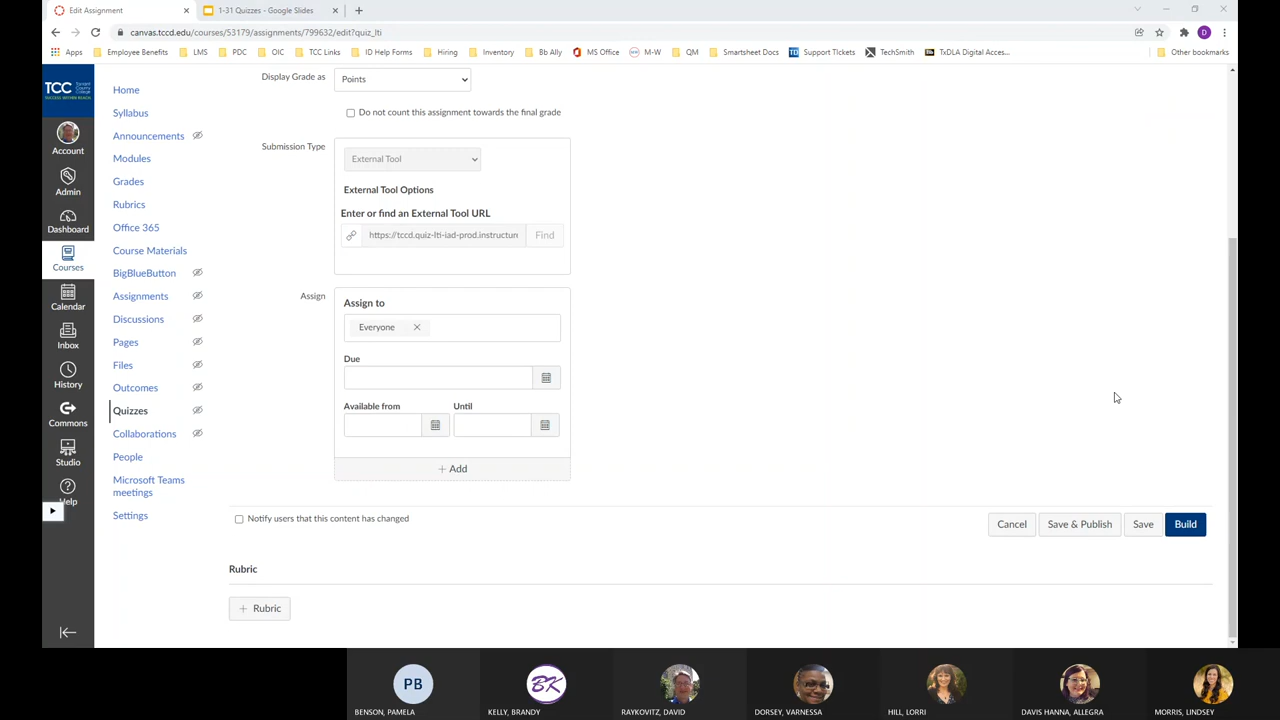 Edit Assignment
1-31 Quizzes - Google Slides
canvas.tccd.edu/courses/53179/assignments/799632/edit?quiz_lti
D
Apps Employee Benefits LMS PDC OIC TCC Links ID Help Forms Hiring Inventory Bb Ally MS Office M-W QM Smartsheet Docs Support TIckets TechSmith TxDLA Digital Acces... Other bookmarks
TCC
Account
Admin
Dashboard
Courses
Calendar
Inbox
History
Commons
Studio
Help
Home
Syllabus
Announcements
Modules
Grades
Rubrics
Office 365
Course Materials
BigBlueButton
Assignments
Discussions
Pages
Files
Outcomes
Quizzes
Collaborations
People
Microsoft Teams
meetings
Settings
Display Grade as Points
Do not count this assignment towards the final grade
Submission Type
External Tool
External Tool Options
Enter or find an External Tool URL
https://tccd.quiz-lti-iad-prod.instructun Find
Assign
Assign to
Everyone
Due
Available from Until
+ Add
Notify users that this content has changed
Cancel Save & Publish Save Build
Rubric
+ Rubric
PB
BK
BENSON, PAMELA KELLY, BRANDY RAYKOVITZ, DAVID DORSEY, VARNESSA HILL, LORRI DAVIS HANNA, ALLEGRA MORRIS, LINDSEY